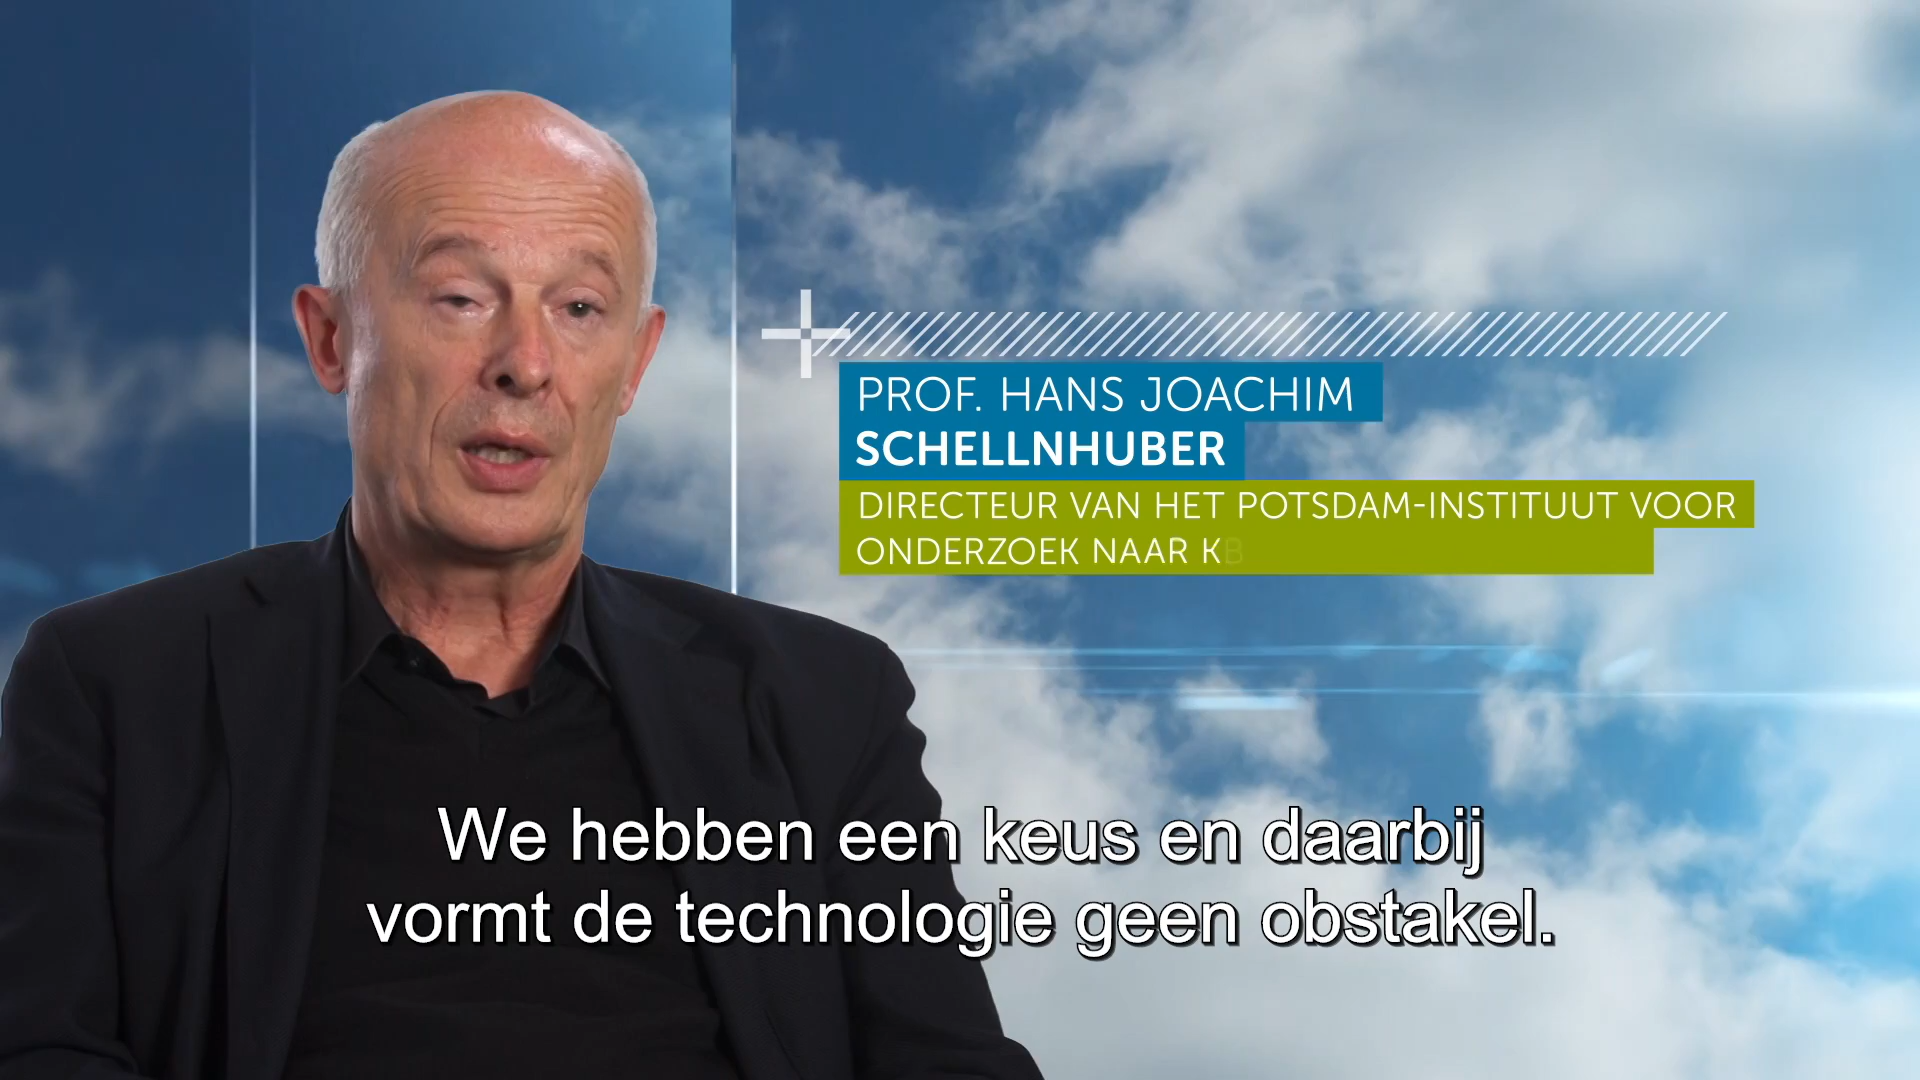 PROF. HANS JOACHIM
SCHELLNHUBER
DIRECTEUR VAN HET POTSDAM-INSTITUUT VOOR
ONDERZOEK NAAR
We hebben een keus en daarbij
vormt de technologie geen obstakel.